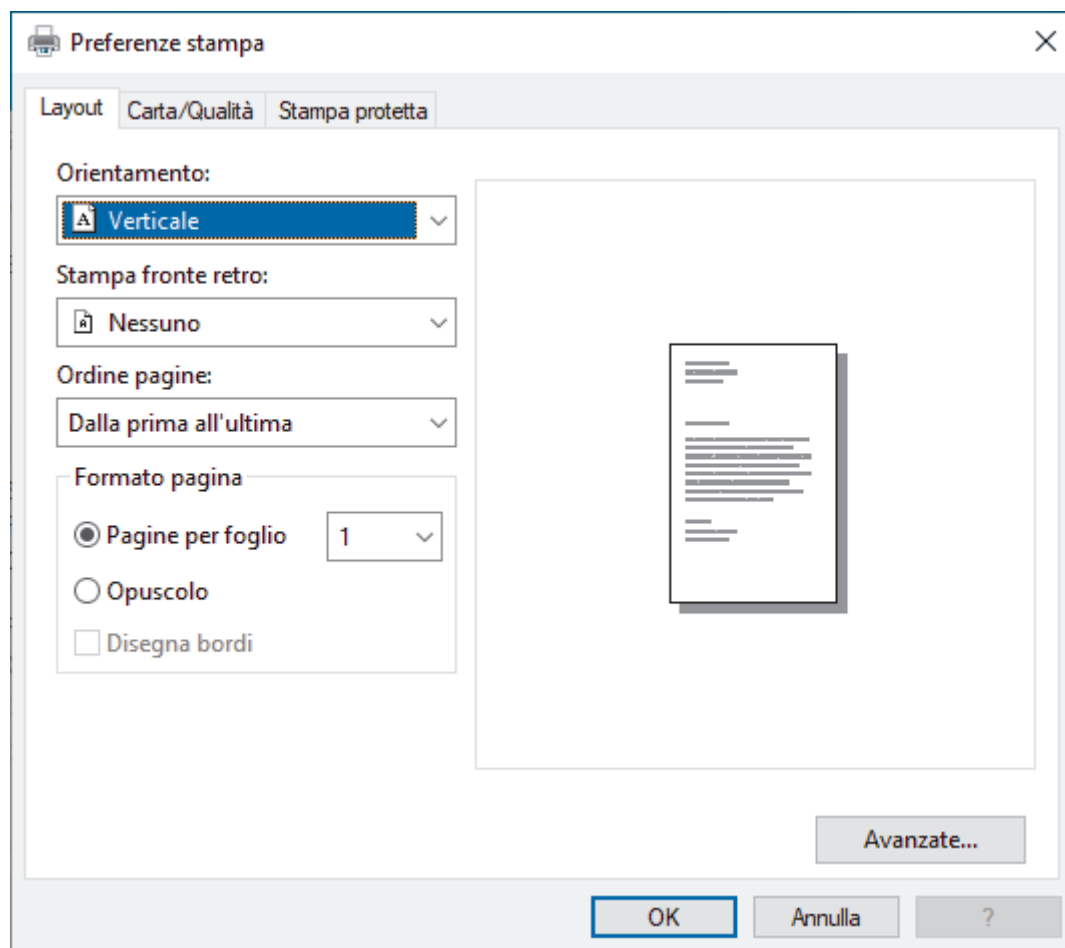 Preferenze stampa
Layout Carta/Qualità Stampa protetta
Orientamento:
A Verticale
Stampa fronte retro:
A Nessuno
Ordine pagine:
Dalla prima all'ultima
Formato pagina
Pagine per foglio 1
Opuscolo
Disegna bordi
Avanzate...
OK Annulla ?